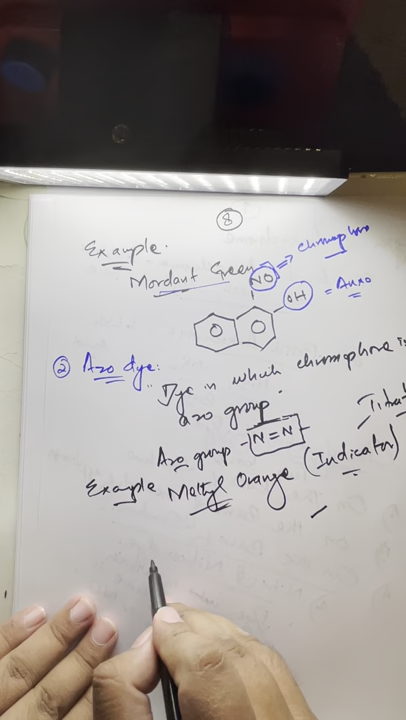 8
Example.
Mordant Green
NO => chromophore
OH = Auxo
② Azo dye:
"Dye in which chromophore is
azo group.
Azo group -N=N-
Titrat
Example Methyl Orange (Indicator)